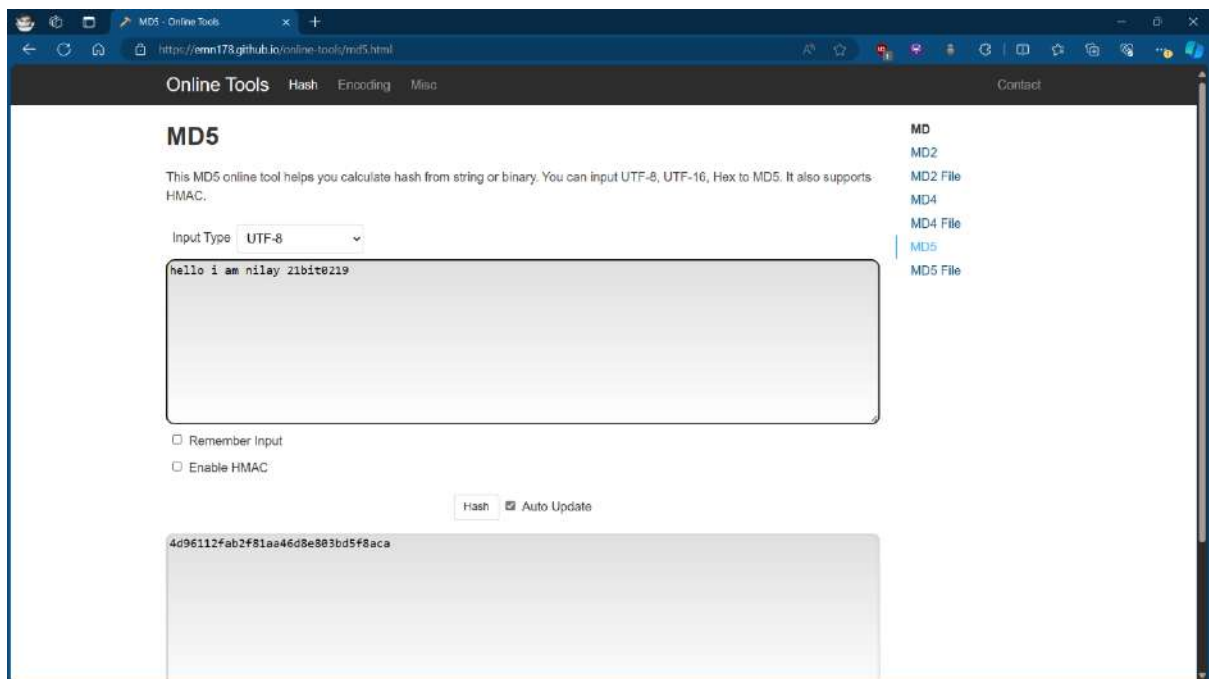 MD5 - Online Tools
https://emn178.github.io/online-tools/md5.html
Online Tools Hash Encoding Misc Contact
MD5
This MD5 online tool helps you calculate hash from string or binary. You can input UTF-8, UTF-16, Hex to MD5. It also supports
HMAC.
Input Type UTF-8
hello i am nilay 21bit0219
Remember Input
Enable HMAC
Hash Auto Update
4d96112fab2f81aa46d8e803bd5f8aca
MD
MD2
MD2 File
MD4
MD4 File
MD5
MD5 File